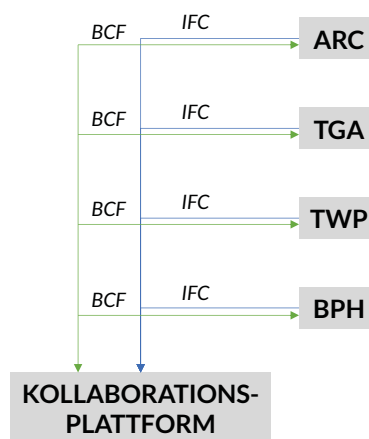 BCF IFC ARC
BCF IFC TGA
BCF IFC TWP
BCF IFC BPH
KOLLABORATIONS-
PLATTFORM